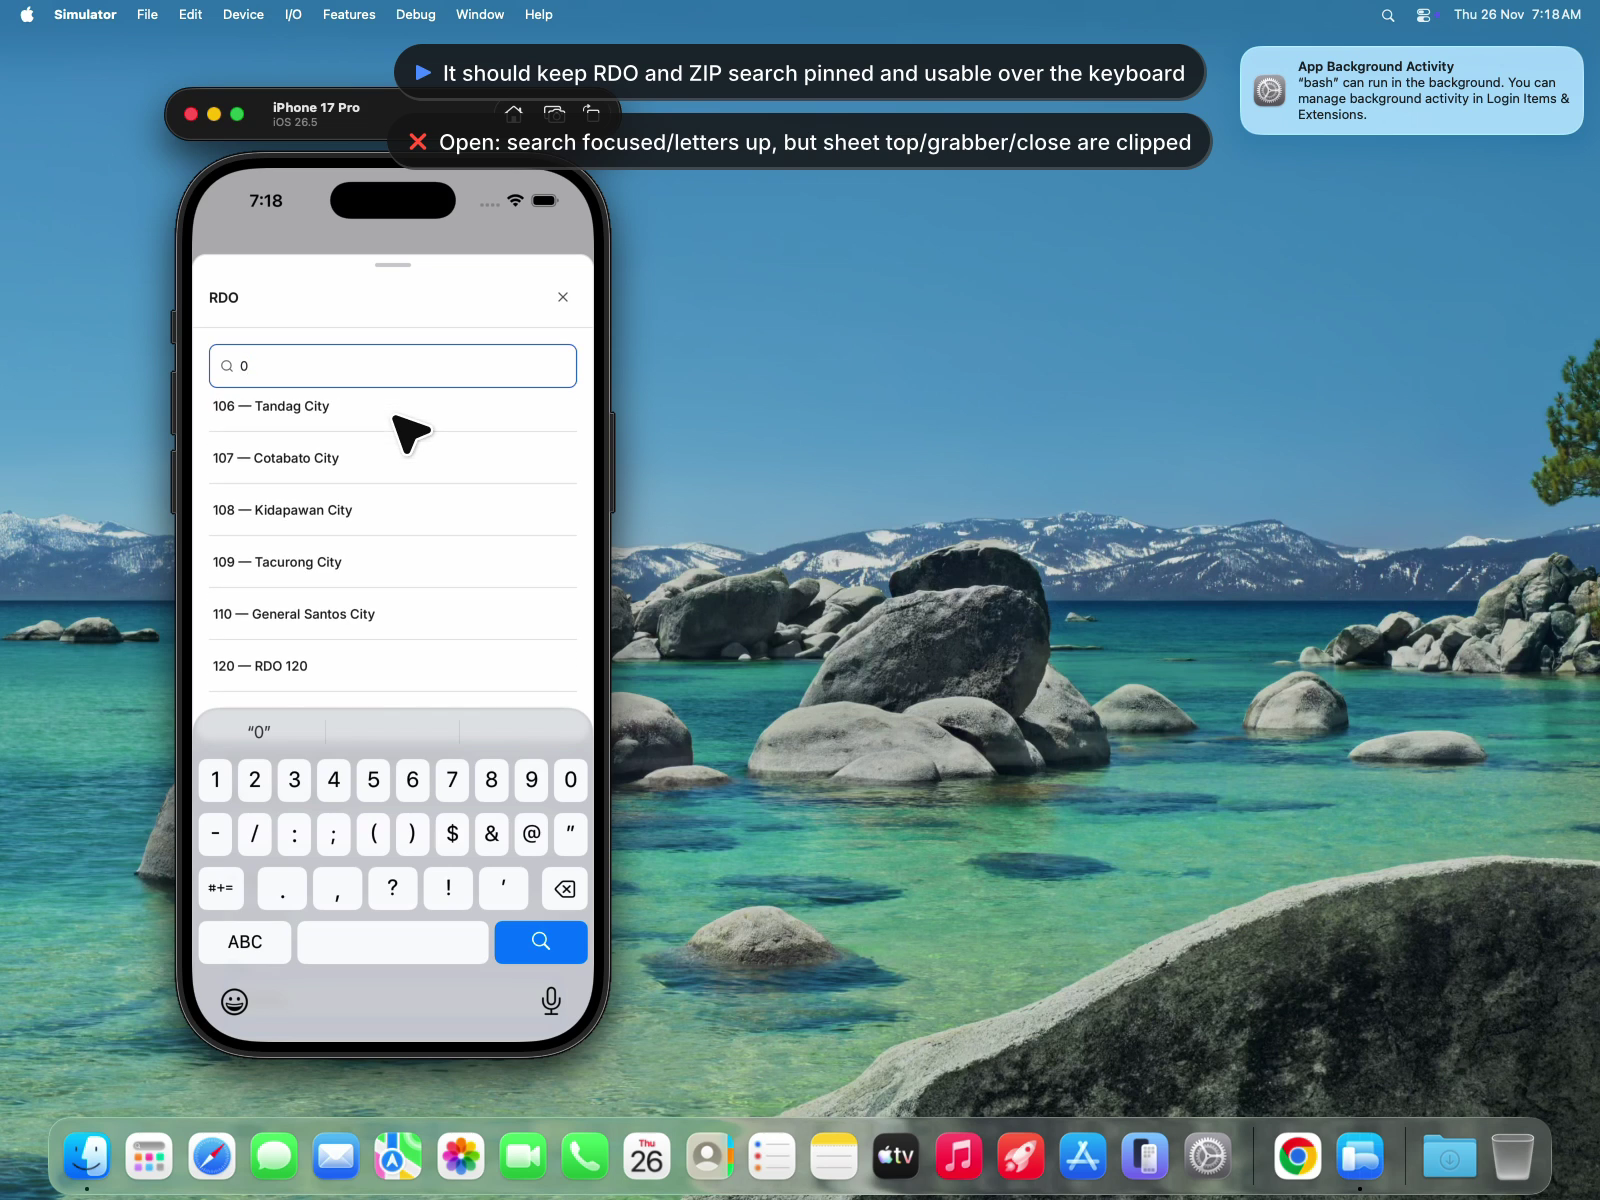 Simulator File Edit Device I/O Features Debug Window Help
Thu 26 Nov 7:18 AM
It should keep RDO and ZIP search pinned and usable over the keyboard
Open: search focused/letters up, but sheet top/grabber/close are clipped
App Background Activity
“bash” can run in the background. You can
manage background activity in Login Items &
Extensions.
iPhone 17 Pro
iOS 26.5
7:18
RDO
0
106 — Tandag City
107 — Cotabato City
108 — Kidapawan City
109 — Tacurong City
110 — General Santos City
120 — RDO 120
“0”
1 2 3 4 5 6 7 8 9 0
- / : ; ( ) $ & @ "
#+= . , ? ! '
ABC
Thu
26
tv